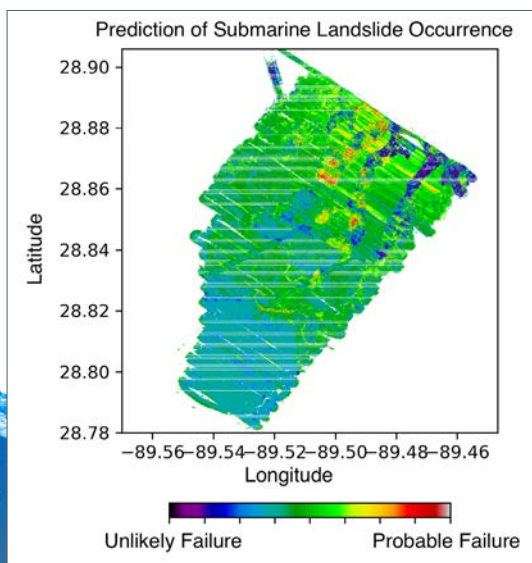 Prediction of Submarine Landslide Occurrence
28.90
28.88
28.86
28.84
28.82
28.80
28.78
Latitude
−89.56 −89.54 −89.52 −89.50 −89.48 −89.46
Longitude
Unlikely Failure Probable Failure